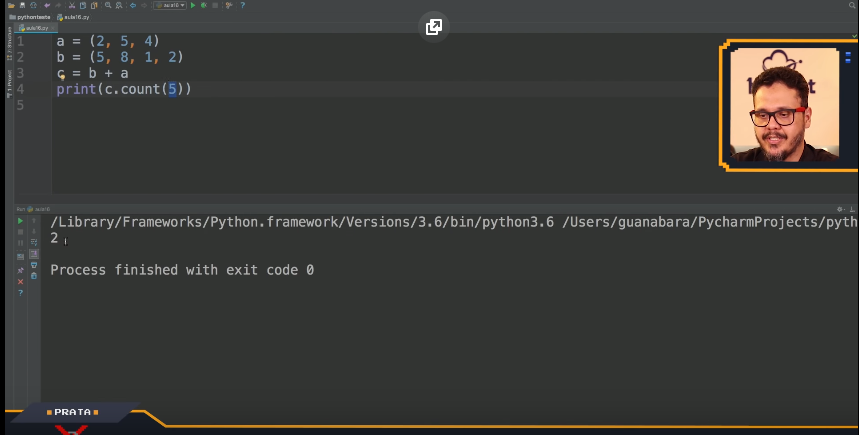 aula16
pythonteste aula16.py
aula16.py
1 a = (2, 5, 4)
2 b = (5, 8, 1, 2)
3 c = b + a
4 print(c.count(5))
5
Run: aula16
/Library/Frameworks/Python.framework/Versions/3.6/bin/python3.6 /Users/guanabara/PycharmProjects/pyth
2
Process finished with exit code 0
PRATA